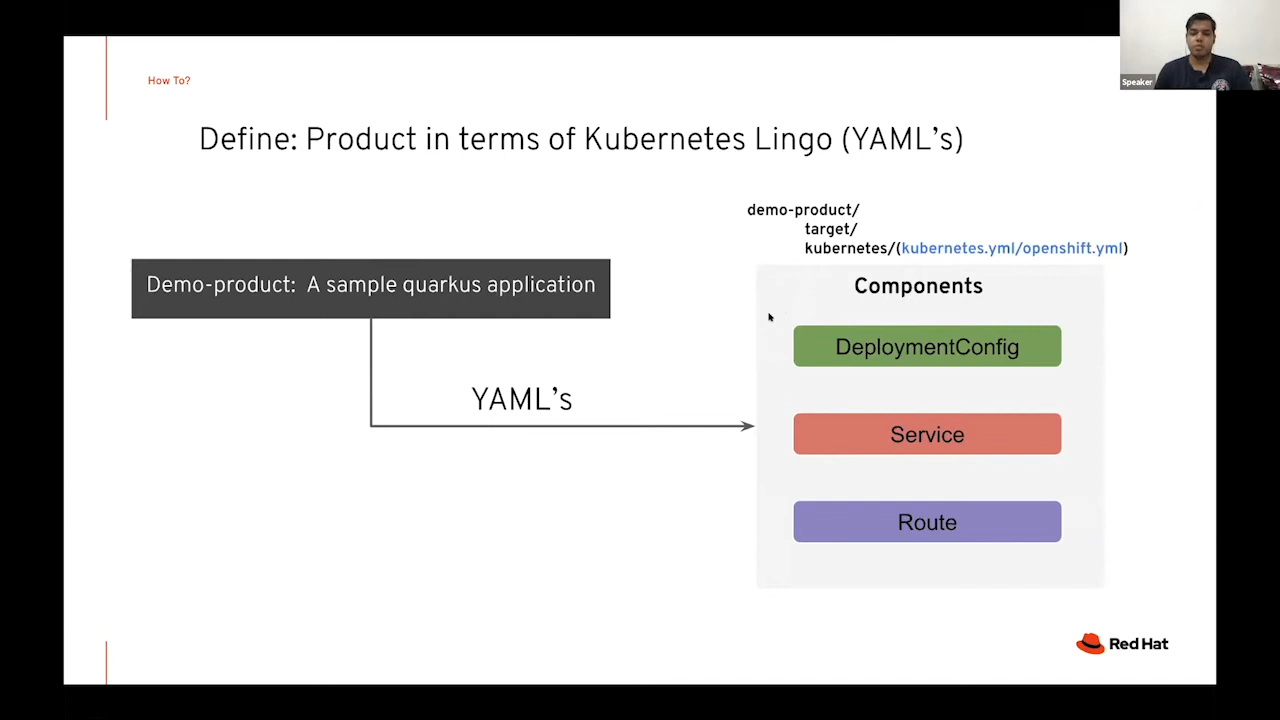 How To?
Speaker
Define: Product in terms of Kubernetes Lingo (YAML’s)
demo-product/
target/
kubernetes/(kubernetes.yml/openshift.yml)
Demo-product: A sample quarkus application
Components
DeploymentConfig
YAML’s
Service
Route
Red Hat